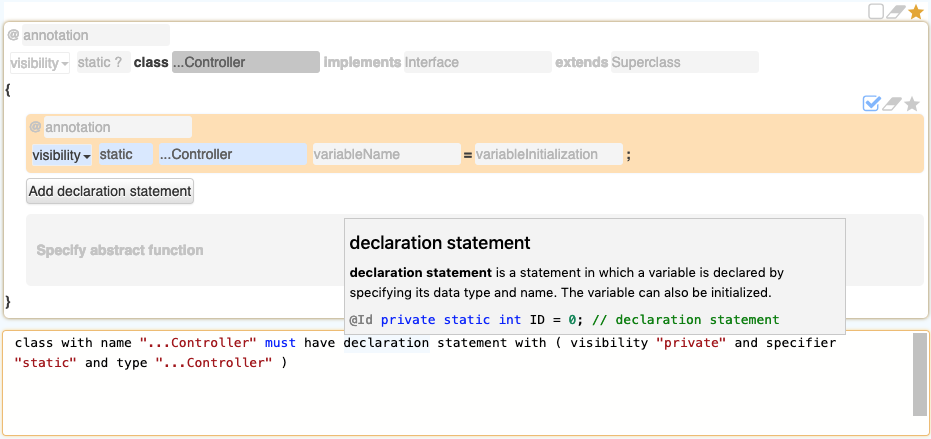 @ annotation
visibility static ? class ...Controller implements Interface extends Superclass
{
@ annotation
visibility static ...Controller variableName = variableInitialization ;
Add declaration statement
Specify abstract function
declaration statement
declaration statement is a statement in which a variable is declared by
specifying its data type and name. The variable can also be initialized.
@Id private static int ID = 0; // declaration statement
}
class with name "...Controller" must have declaration statement with ( visibility "private" and specifier
"static" and type "...Controller" )